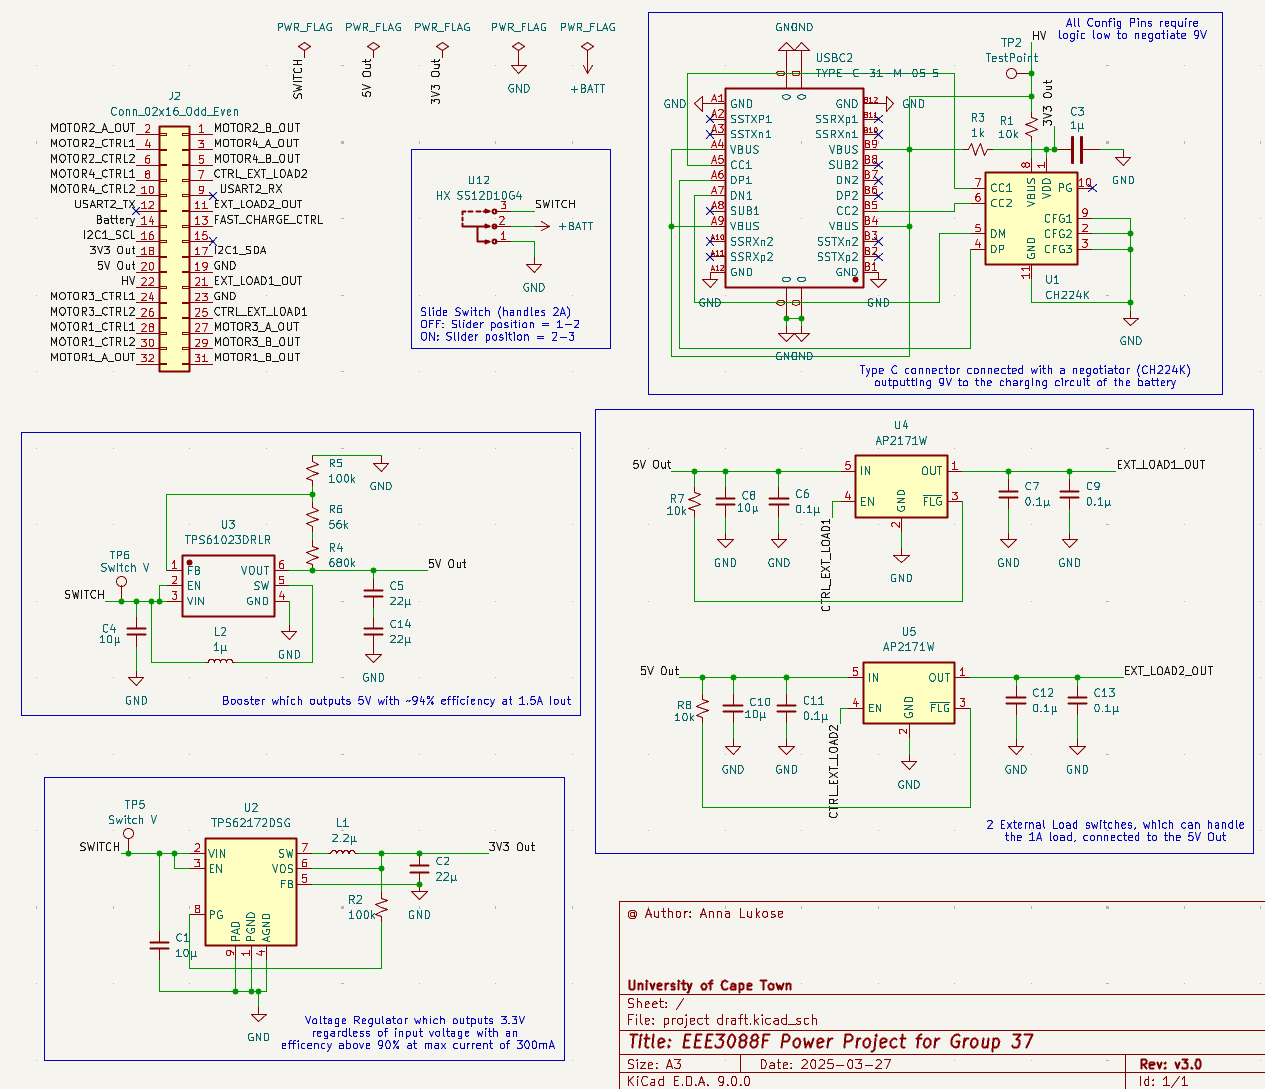 PWR_FLAG PWR_FLAG PWR_FLAG PWR_FLAG PWR_FLAG
SWITCH 5V Out 3V3 Out GND +BATT
J2
Conn_02x16_Odd_Even
MOTOR2_A_OUT 2 1 MOTOR2_B_OUT
MOTOR2_CTRL1 4 3 MOTOR4_A_OUT
MOTOR2_CTRL2 6 5 MOTOR4_B_OUT
MOTOR4_CTRL1 8 7 CTRL_EXT_LOAD2
MOTOR4_CTRL2 10 9 USART2_RX
USART2_TX 12 11 EXT_LOAD2_OUT
Battery 14 13 FAST_CHARGE_CTRL
I2C1_SCL 16 15
3V3 Out 18 17 I2C1_SDA
5V Out 20 19 GND
HV 22 21 EXT_LOAD1_OUT
MOTOR3_CTRL1 24 23 GND
MOTOR3_CTRL2 26 25 CTRL_EXT_LOAD1
MOTOR1_CTRL1 28 27 MOTOR3_A_OUT
MOTOR1_CTRL2 30 29 MOTOR3_B_OUT
MOTOR1_A_OUT 32 31 MOTOR1_B_OUT
U12
HX SS12D10G4
3 SWITCH
2 +BATT
1
GND
Slide Switch (handles 2A)
OFF: Slider position = 1-2
ON: Slider position = 2-3
All Config Pins require
logic low to negotiate 9V
GND GND
USBC2
TYPE C 31 M 05 5
0 0
GND A1 GND GND B12 GND
A2 SSTXP1 SSRXp1 B11
A3 SSTXn1 SSRXn1 B10
A4 VBUS VBUS B9
A5 CC1 SUB2 B8
A6 DP1 DN2 B7
A7 DN1 DP2 B6
A8 SUB1 CC2 B5
A9 VBUS VBUS B4
A10 SSRXn2 SSTXn2 B3
A11 SSRXp2 SSTXp2 B2
A12 GND GND B1
GND 0 0 GND
GND GND
TP2
TestPoint
HV
3V3 Out
R3
1k
R1
10k
C3
1µ
GND
8 1
7 CC1 VBUS VDD PG 10
6 CC2
CFG1 9
5 DM CFG2 2
4 DP CFG3 3
GND
11
U1
CH224K
GND
Type C connector connected with a negotiator (CH224K)
outputting 9V to the charging circuit of the battery
R5
100k
GND
R6
56k
R4
680k
U3
TPS61023DRLR
1 FB VOUT 6 5V Out
2 EN SW 5
3 VIN GND 4
TP6
Switch V
SWITCH
C4
10µ
GND
L2
1µ
GND
C5
22µ
C14
22µ
GND
Booster which outputs 5V with ~94% efficiency at 1.5A Iout
U4
AP2171W
5V Out 5 IN OUT 1 EXT_LOAD1_OUT
4 EN GND FLG 3
2
R7
10k
C8
10µ
C6
0.1µ
C7
0.1µ
C9
0.1µ
GND GND GND GND GND
CTRL_EXT_LOAD1
U5
AP2171W
5V Out 5 IN OUT 1 EXT_LOAD2_OUT
4 EN GND FLG 3
2
R8
10k
C10
10µ
C11
0.1µ
C12
0.1µ
C13
0.1µ
GND GND GND GND GND
CTRL_EXT_LOAD2
2 External Load switches, which can handle
the 1A load, connected to the 5V Out
TP5
Switch V
SWITCH
U2
TPS62172DSG
2 VIN SW 7
3 EN VOS 6
FB 5
8 PG
PAD PGND AGND
9 1 4
L1
2.2µ
3V3 Out
C2
22µ
R2
100k
GND
C1
10µ
GND
Voltage Regulator which outputs 3.3V
regardless of input voltage with an
efficency above 90% at max current of 300mA
@ Author: Anna Lukose
University of Cape Town
Sheet: /
File: project draft.kicad_sch
Title: EEE3088F Power Project for Group 37
Size: A3 Date: 2025-03-27 Rev: v3.0
KiCad E.D.A. 9.0.0 Id: 1/1